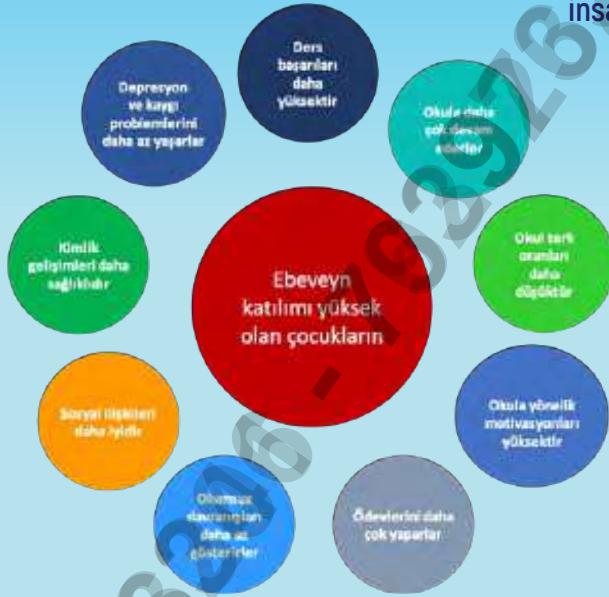 insa
Ders
başarıları
daha
yüksektir
Okula daha
çok devam
ederler
Okul terk
oranları
daha
düşüktür
Okula yönelik
motivasyonları
yüksektir
Ödevlerini daha
çok yaparlar
Olumsuz
davranışları
daha az
gösterirler
Sosyal ilişkileri
daha iyidir
Kimlik
gelişimleri daha
sağlıklıdır
Depresyon
ve kaygı
problemlerini
daha az yaşarlar
Ebeveyn
katılımı yüksek
olan çocukların